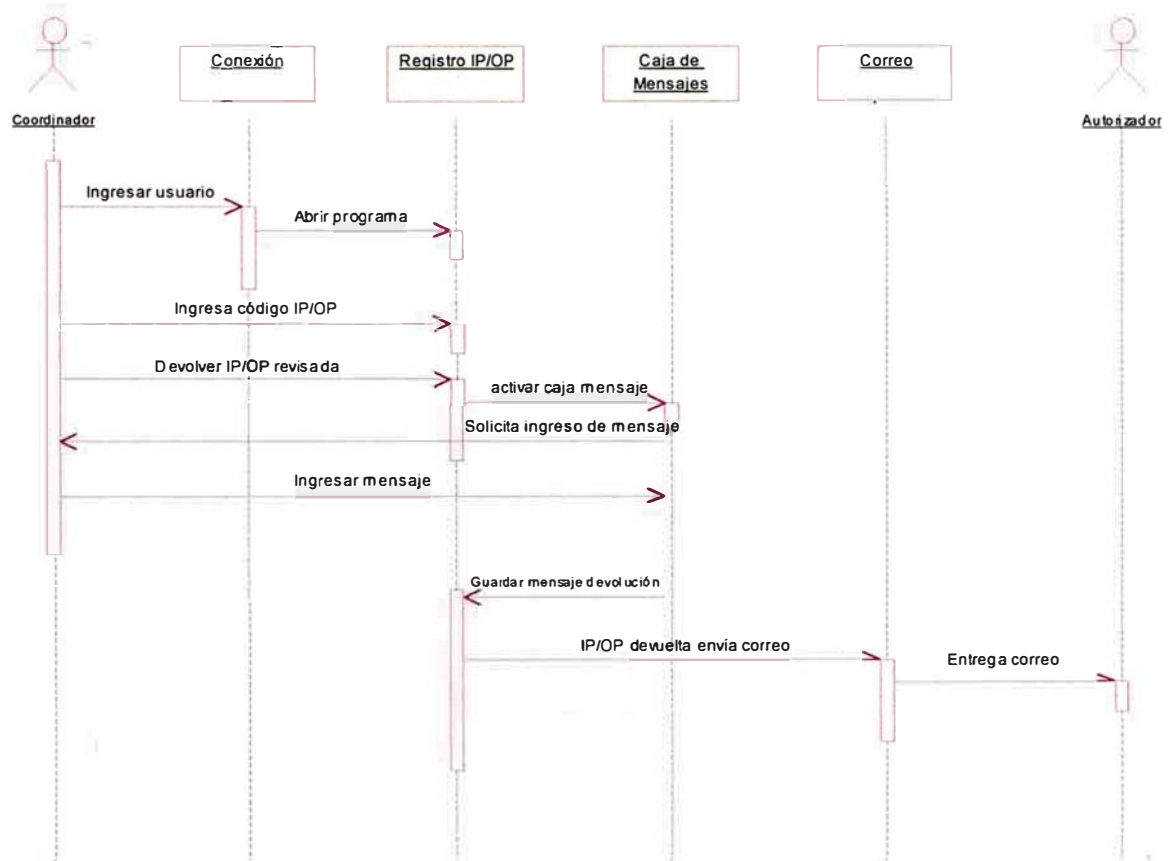 Conexión
Registro IP/OP
Caja de
Mensajes
Correo
Coordinador
Autorizador
Ingresar usuario
Abrir programa
Ingresa código IP/OP
Devolver IP/OP revisada
activar caja mensaje
Solicita ingreso de mensaje
Ingresar mensaje
Guardar mensaje devolución
IP/OP devuelta envía correo
Entrega correo